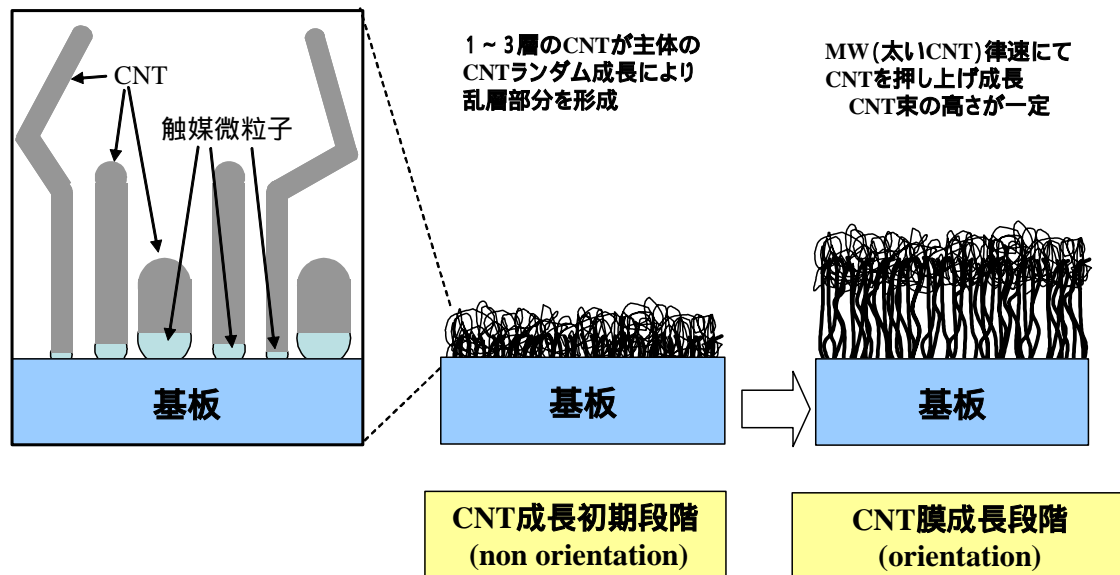 CNT
触媒微粒子
基板
1~3層のCNTが主体の
CNTランダム成長により
乱層部分を形成
基板
CNT成長初期段階
(non orientation)
MW(太いCNT)律速にて
CNTを押し上げ成長
CNT束の高さが一定
基板
CNT膜成長段階
(orientation)